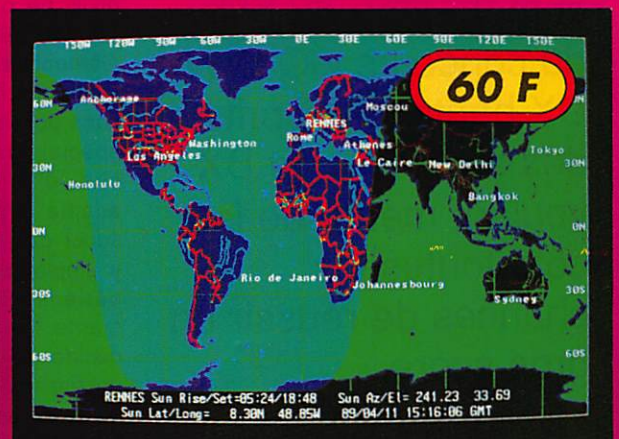 150W 120W 90W 60W 30W 0E 30E 60E 90E 120E 150E
60 F
Anchorage
60N
Moscou
RENNES
Washington
Rome
Athenes
Tokyo
Los Angeles
Le Caire
New Delhi
30N
30N
Honolulu
Bangkok
0N
0N
Rio de Janeiro
Johannesbourg
30S
Sydney
30S
60S
60S
RENNES Sun Rise/Set=05:24/18:48 Sun Az/El= 241.23 33.69
Sun Lat/Long= 8.30N 48.85W 89/04/11 15:16:06 GMT